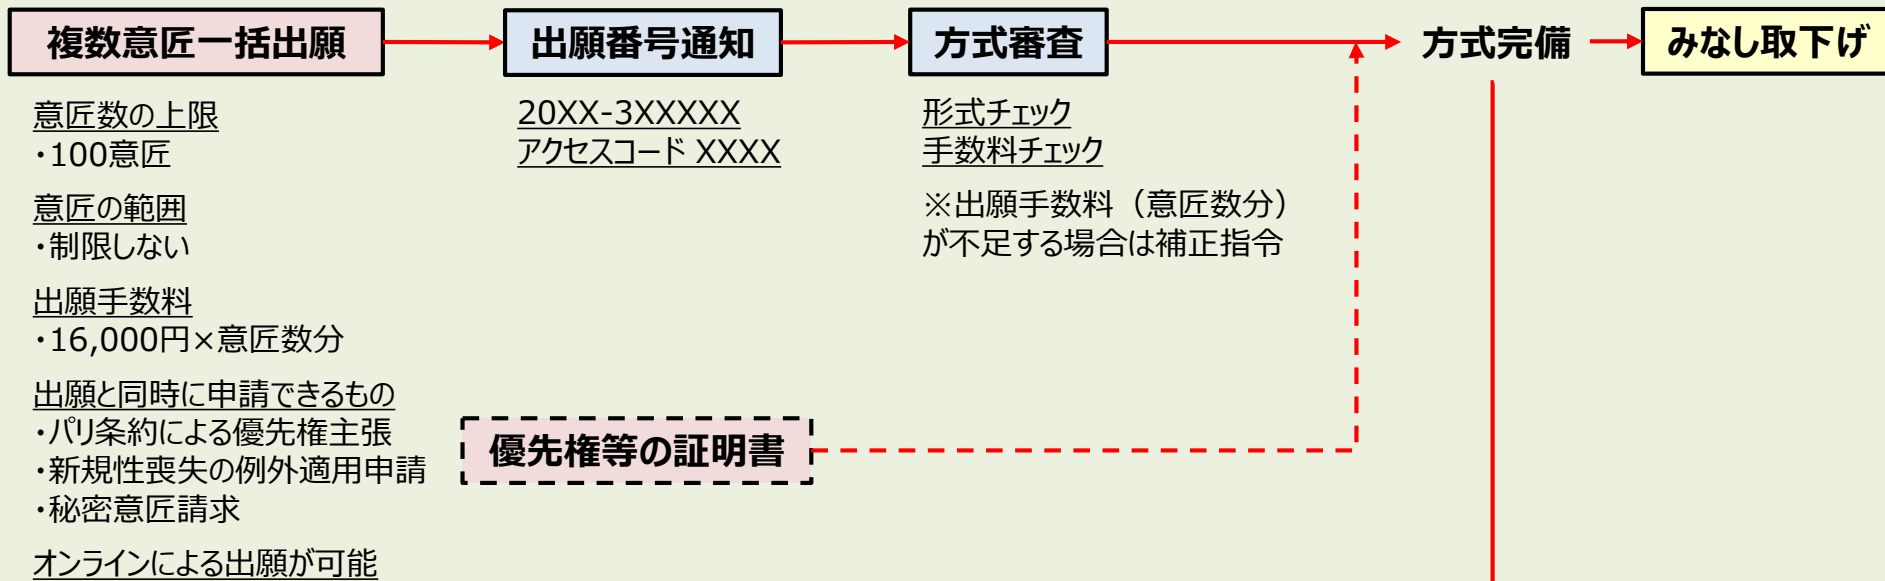 複数意匠一括出願
出願番号通知
方式審査
方式完備
みなし取下げ
意匠数の上限
・100意匠
意匠の範囲
・制限しない
出願手数料
・16,000円×意匠数分
出願と同時に申請できるもの
・パリ条約による優先権主張
・新規性喪失の例外適用申請
・秘密意匠請求
オンラインによる出願が可能
20XX-3XXXXX
アクセスコード XXXX
形式チェック
手数料チェック
※出願手数料（意匠数分）
が不足する場合は補正指令
優先権等の証明書